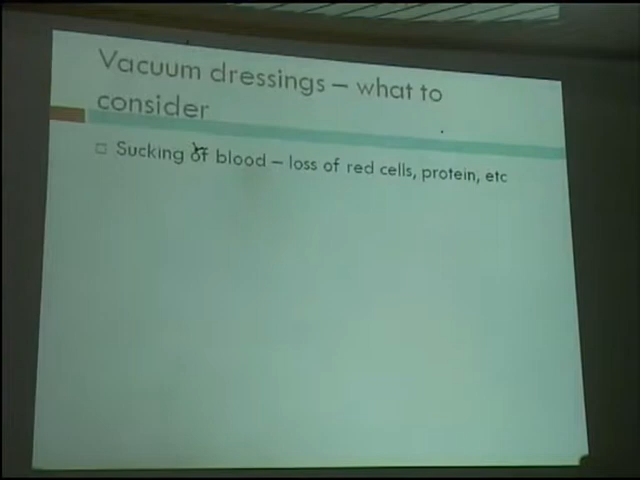 Vacuum dressings – what to
consider
Sucking of blood – loss of red cells, protein, etc